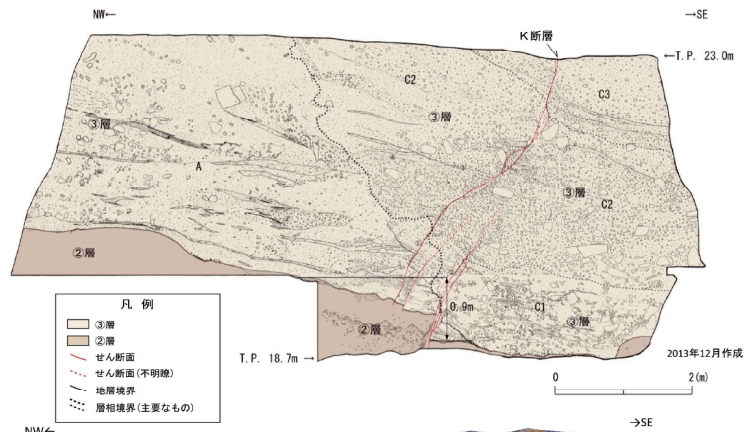 NW←
→SE
K断層
←T.P. 23.0m
C2
C3
③層
③層
A
③層
C2
②層
0.9m
C1
③層
②層
凡 例
③層
②層
せん断面
せん断面(不明瞭)
地層境界
層相境界(主要なもの)
T.P. 18.7m→
2013年12月作成
0
2(m)
NW←
→SE